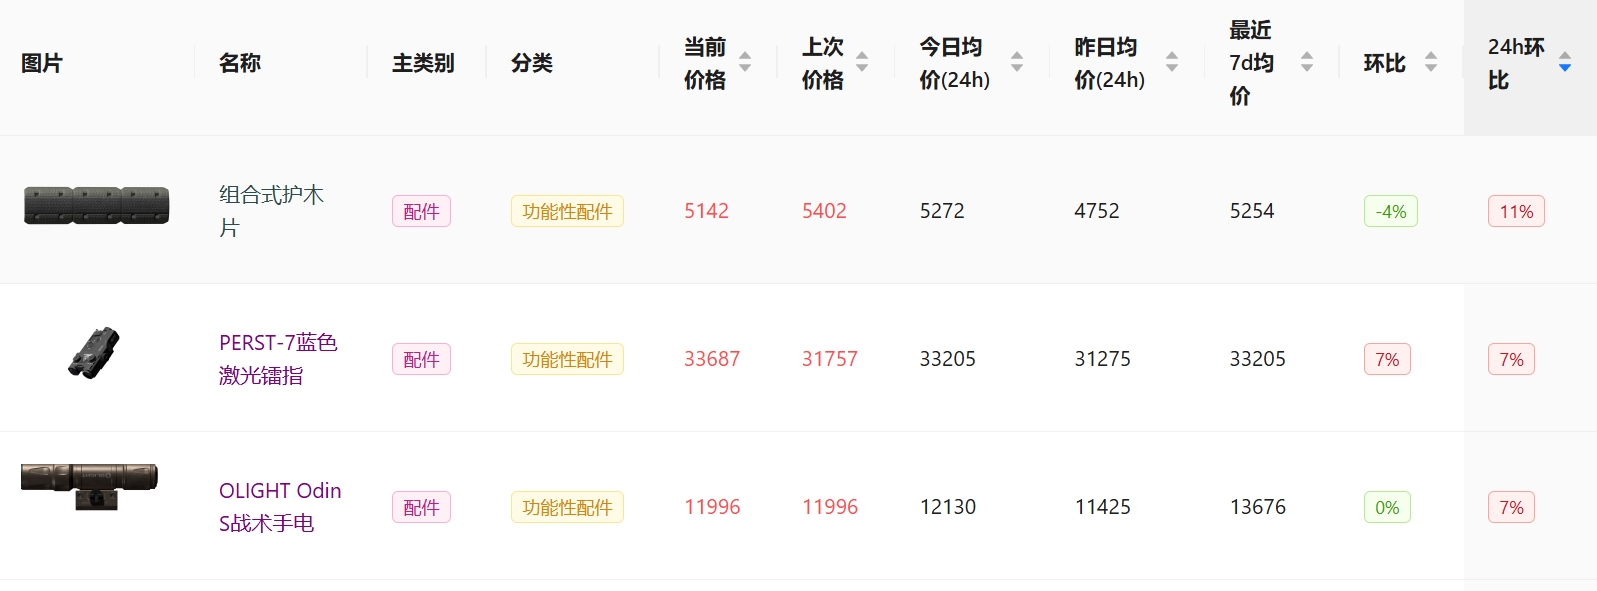 图片
名称
主类别
分类
当前
价格
上次
价格
今日均
价(24h)
昨日均
价(24h)
最近
7d均
价
环比
24h环
比
组合式护木
片
配件
功能性配件
5142
5402
5272
4752
5254
-4%
11%
PERST-7蓝色
激光镭指
配件
功能性配件
33687
31757
33205
31275
33205
7%
7%
OLIGHT Odin
S战术手电
配件
功能性配件
11996
11996
12130
11425
13676
0%
7%